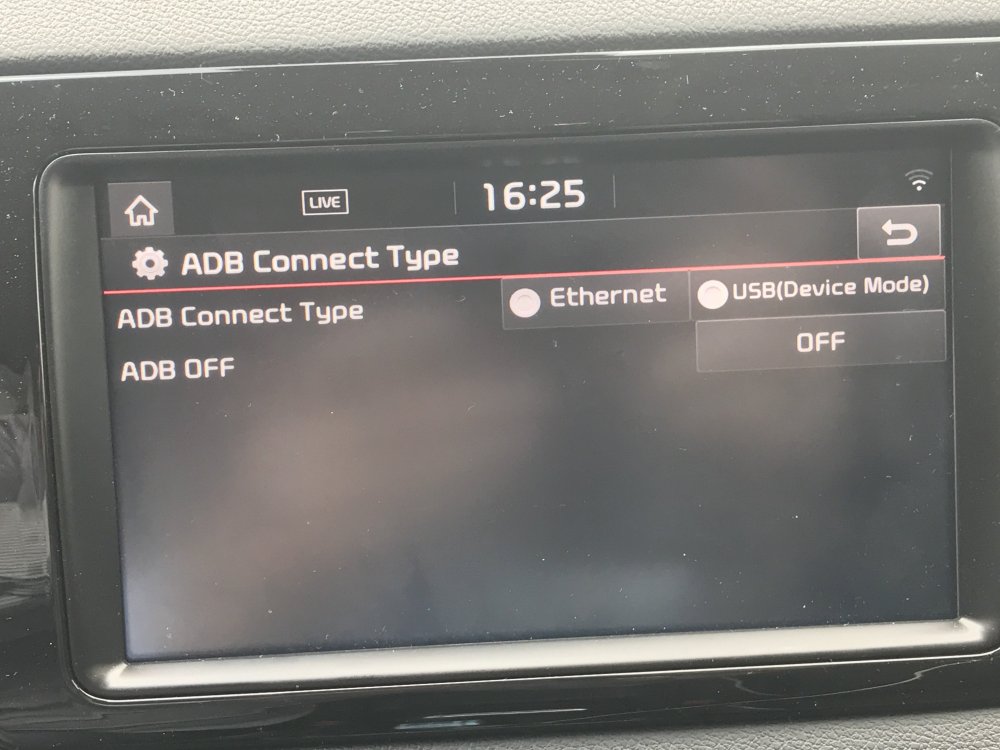 LIVE 16:25
ADB Connect Type
ADB Connect Type Ethernet USB(Device Mode)
ADB OFF OFF